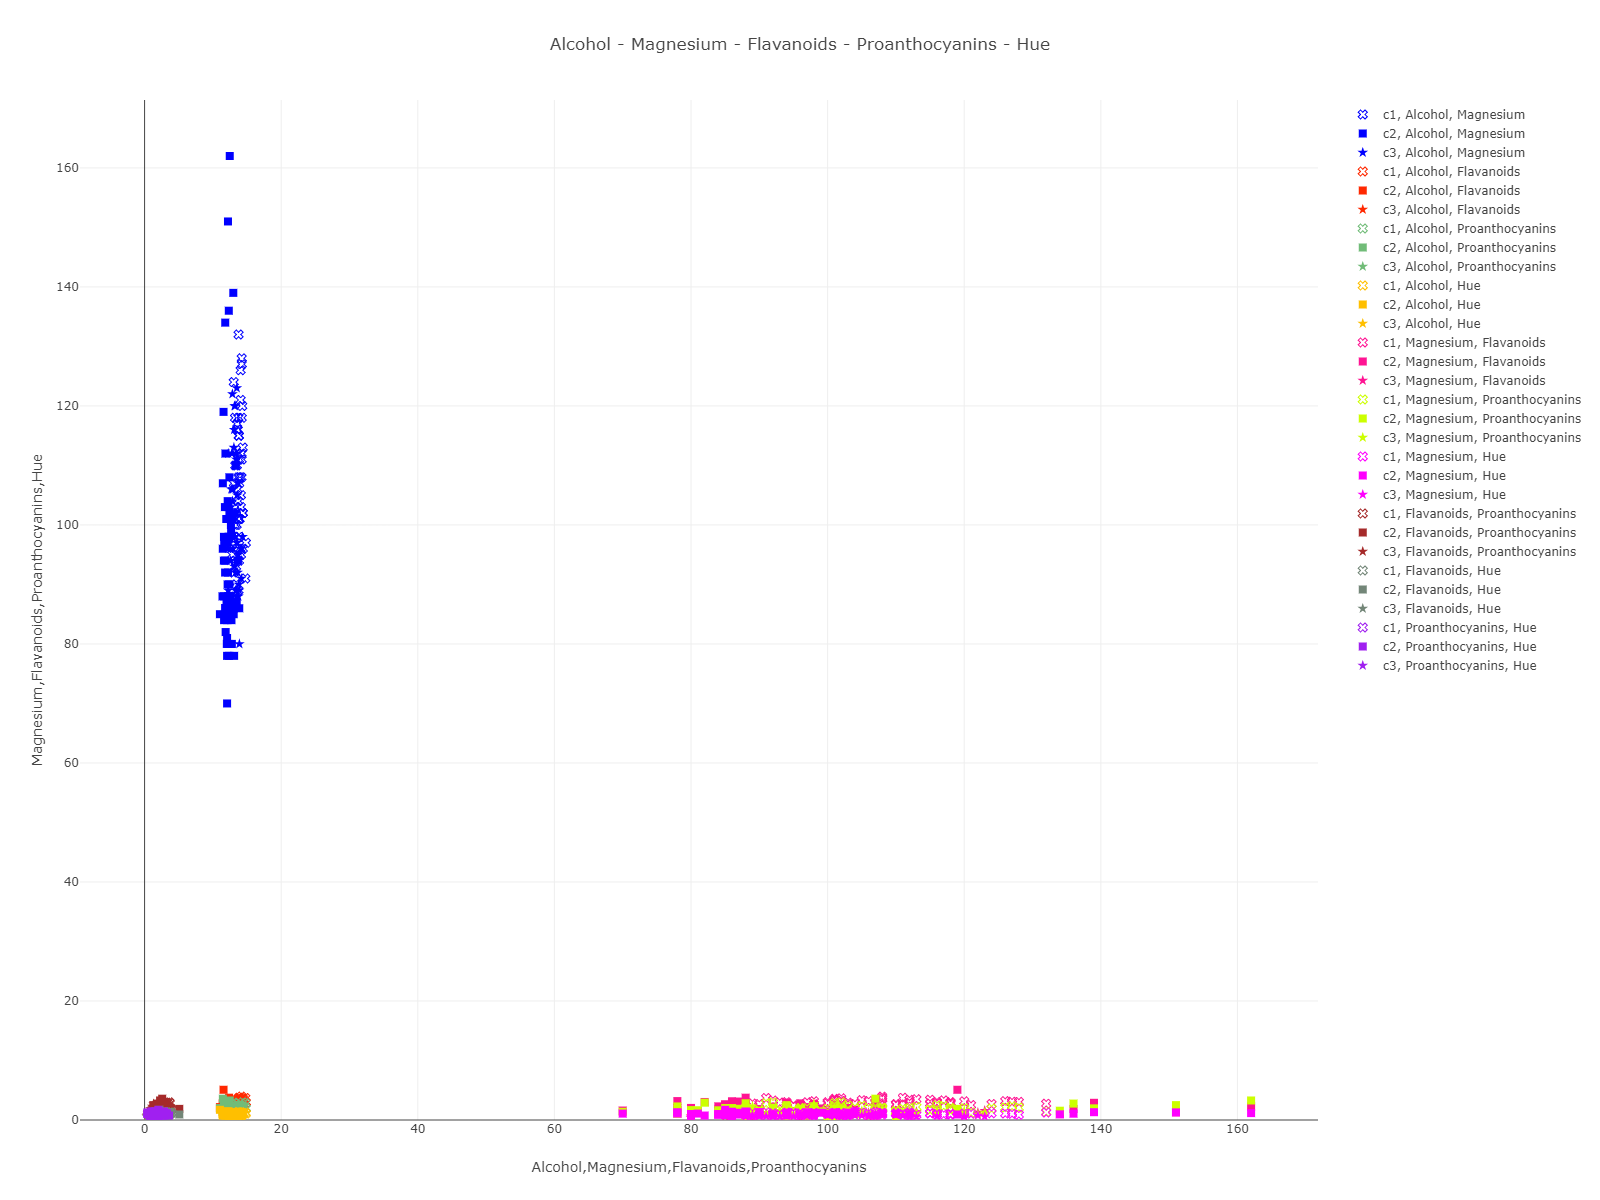 Alcohol - Magnesium - Flavanoids - Proanthocyanins - Hue
Magnesium,Flavanoids,Proanthocyanins,Hue
160
140
120
100
80
60
40
20
0
0 20 40 60 80 100 120 140 160
Alcohol,Magnesium,Flavanoids,Proanthocyanins
c1, Alcohol, Magnesium
c2, Alcohol, Magnesium
c3, Alcohol, Magnesium
c1, Alcohol, Flavanoids
c2, Alcohol, Flavanoids
c3, Alcohol, Flavanoids
c1, Alcohol, Proanthocyanins
c2, Alcohol, Proanthocyanins
c3, Alcohol, Proanthocyanins
c1, Alcohol, Hue
c2, Alcohol, Hue
c3, Alcohol, Hue
c1, Magnesium, Flavanoids
c2, Magnesium, Flavanoids
c3, Magnesium, Flavanoids
c1, Magnesium, Proanthocyanins
c2, Magnesium, Proanthocyanins
c3, Magnesium, Proanthocyanins
c1, Magnesium, Hue
c2, Magnesium, Hue
c3, Magnesium, Hue
c1, Flavanoids, Proanthocyanins
c2, Flavanoids, Proanthocyanins
c3, Flavanoids, Proanthocyanins
c1, Flavanoids, Hue
c2, Flavanoids, Hue
c3, Flavanoids, Hue
c1, Proanthocyanins, Hue
c2, Proanthocyanins, Hue
c3, Proanthocyanins, Hue